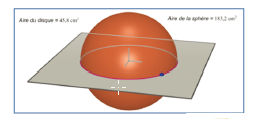 Aire du disque = 45,8 cm²
Aire de la sphère = 183,2 cm²